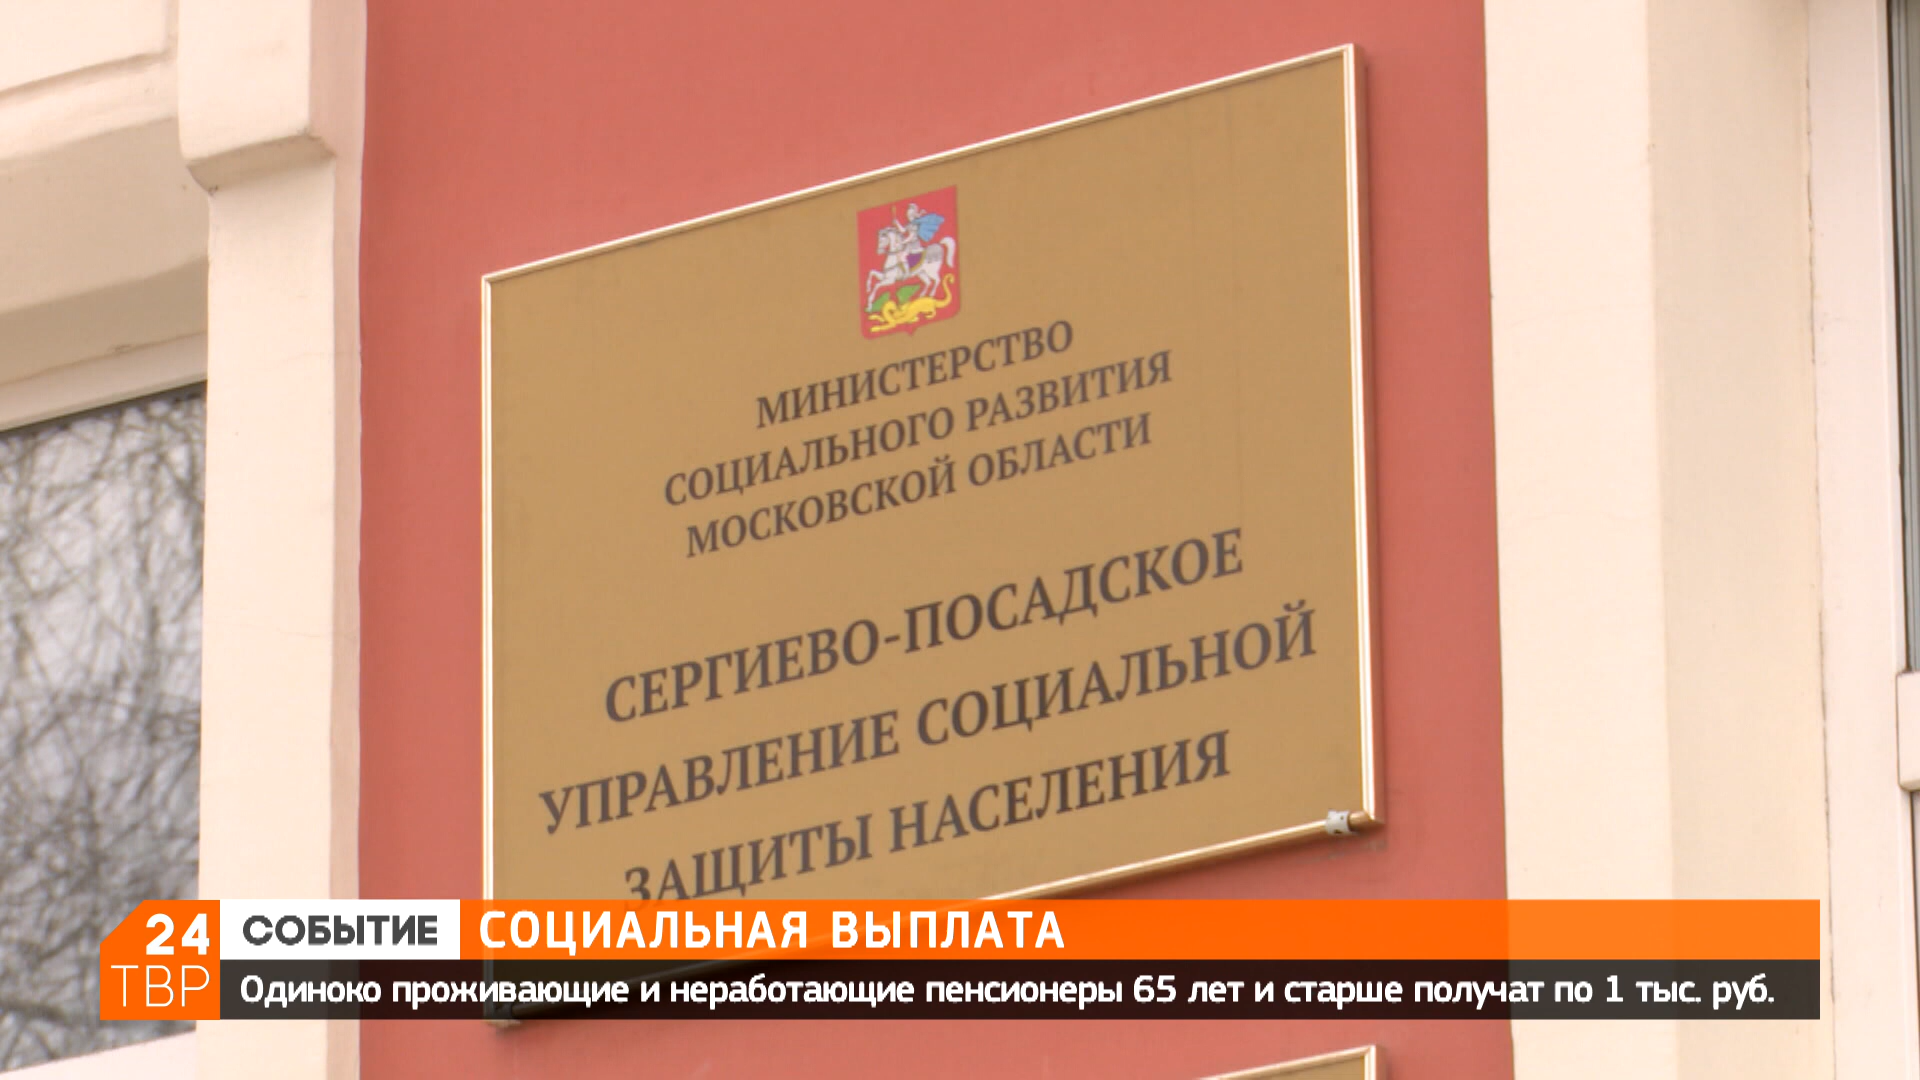 МИНИСТЕРСТВО
СОЦИАЛЬНОГО РАЗВИТИЯ
МОСКОВСКОЙ ОБЛАСТИ
СЕРГИЕВО-ПОСАДСКОЕ
УПРАВЛЕНИЕ СОЦИАЛЬНОЙ
ЗАЩИТЫ НАСЕЛЕНИЯ
24 СОБЫТИЕ СОЦИАЛЬНАЯ ВЫПЛАТА
ТВР Одиноко проживающие и неработающие пенсионеры 65 лет и старше получат по 1 тыс. руб.